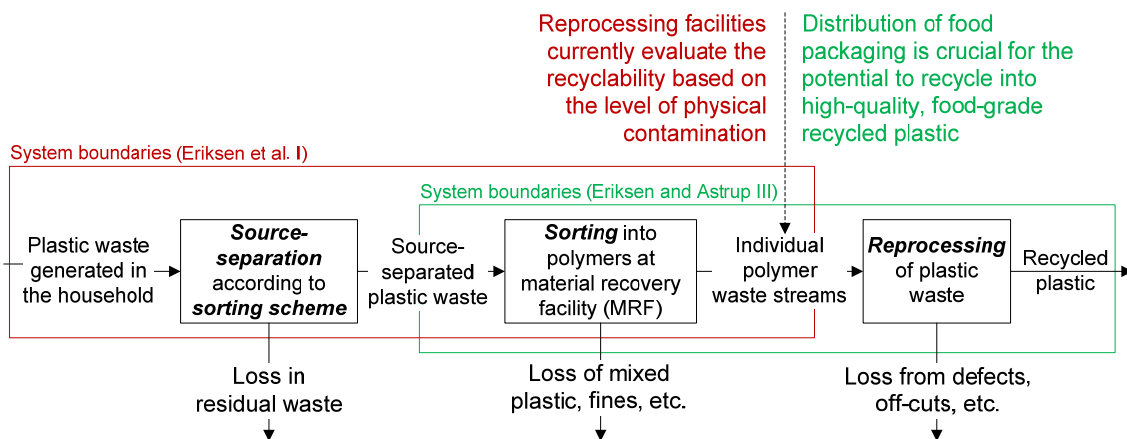 Reprocessing facilities
currently evaluate the
recyclability based on
the level of physical
contamination
Distribution of food
packaging is crucial for the
potential to recycle into
high-quality, food-grade
recycled plastic
System boundaries (Eriksen et al. I)
System boundaries (Eriksen and Astrup III)
Plastic waste
generated in
the household
Source-
separation
according to
sorting scheme
Source-
separated
plastic waste
Sorting into
polymers at
material recovery
facility (MRF)
Individual
polymer
waste streams
Reprocessing
of plastic
waste
Recycled
plastic
Loss in
residual waste
Loss of mixed
plastic, fines, etc.
Loss from defects,
off-cuts, etc.